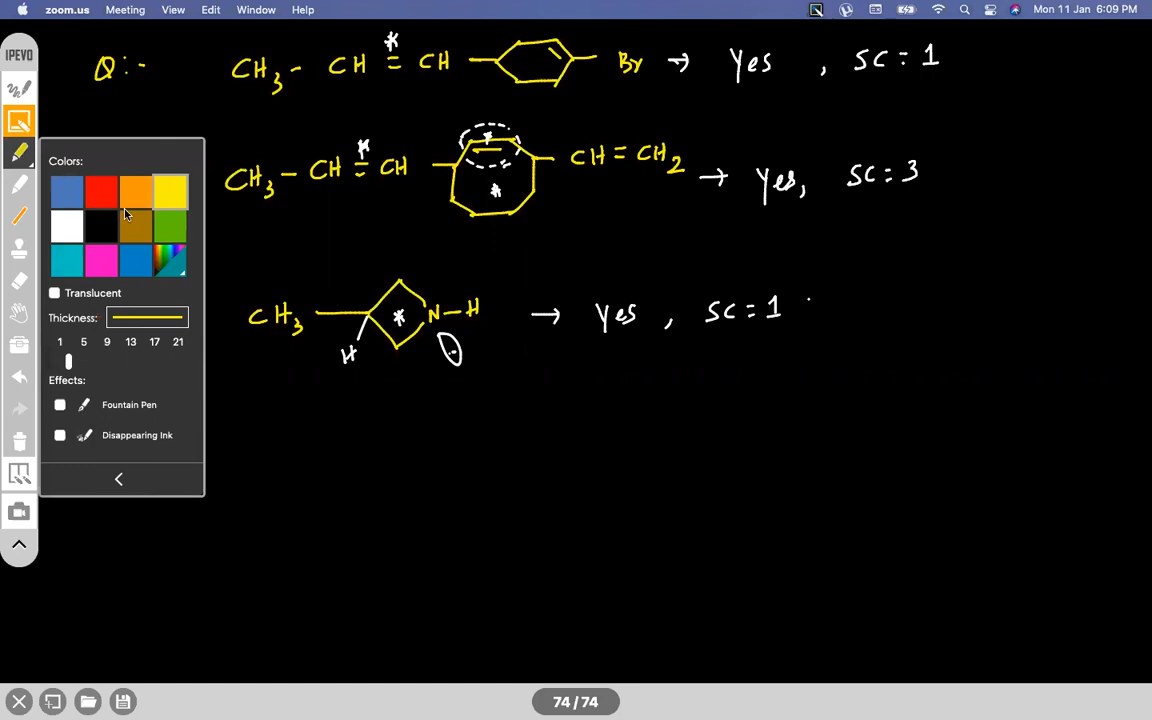 zoom.us Meeting View Edit Window Help Mon 11 Jan 6:09 PM
IPEVO
Q:- CH3 - CH = CH Br → Yes , SC = 1
Colors:
CH3 - CH = CH CH = CH2 → Yes, SC = 3
Translucent
Thickness:
1 5 9 13 17 21
CH3 N-H → Yes , SC = 1
H
Effects:
Fountain Pen
Disappearing Ink
74 / 74